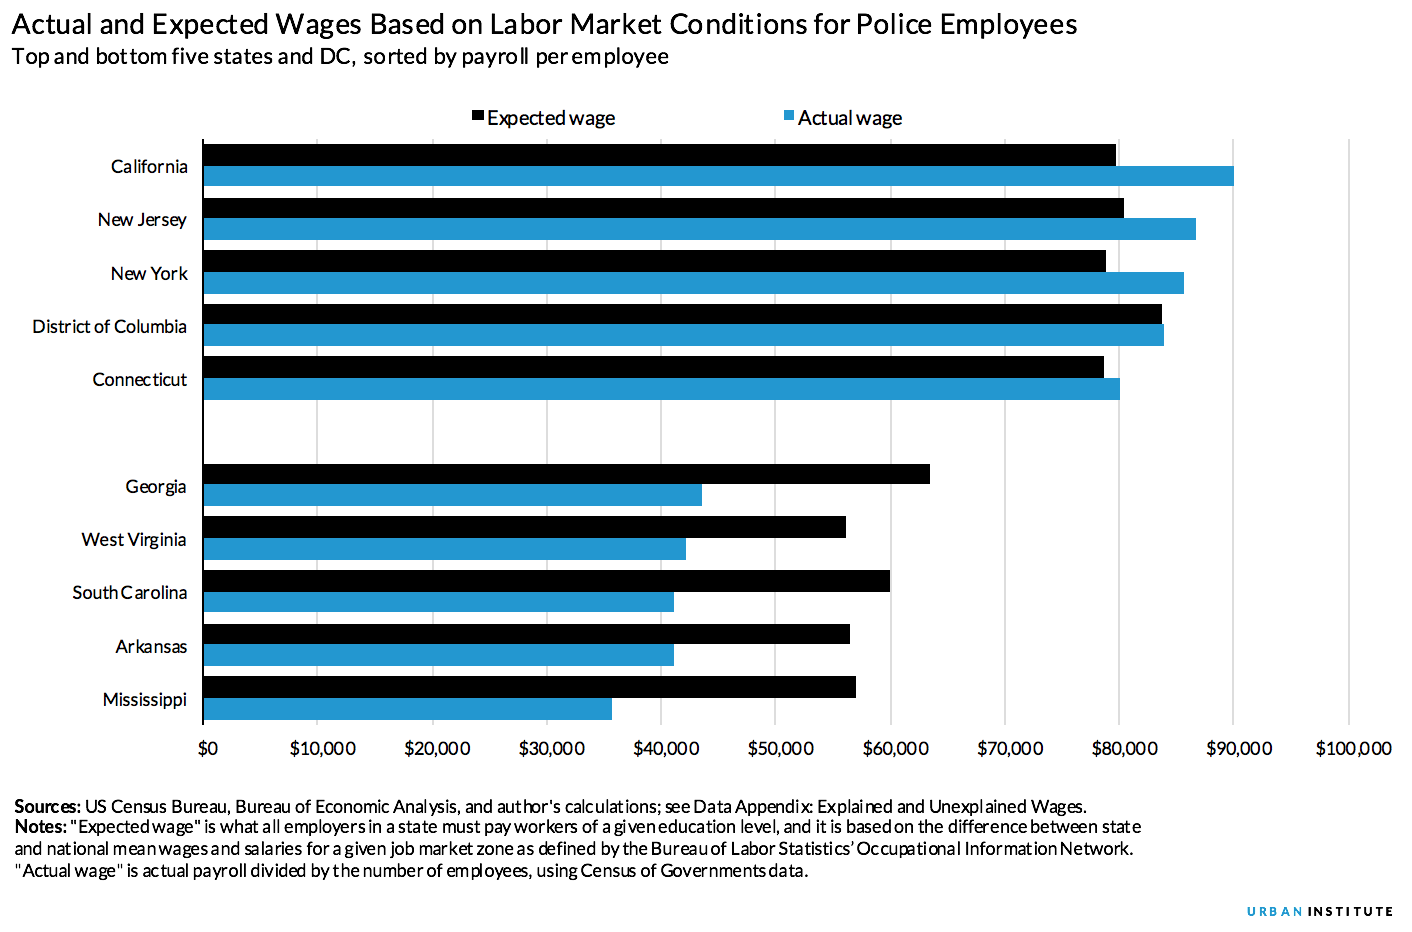 Actual and Expected Wages Based on Labor Market Conditions for Police Employees
Top and bottom five states and DC, sorted by payroll per employee
Expected wage
Actual wage
California
New Jersey
New York
District of Columbia
Connecticut
Georgia
West Virginia
South Carolina
Arkansas
Mississippi
$0 $10,000 $20,000 $30,000 $40,000 $50,000 $60,000 $70,000 $80,000 $90,000 $100,000
Sources: US Census Bureau, Bureau of Economic Analysis, and author's calculations; see Data Appendix: Explained and Unexplained Wages.
Notes: "Expected wage" is what all employers in a state must pay workers of a given education level, and it is based on the difference between state
and national mean wages and salaries for a given job market zone as defined by the Bureau of Labor Statistics’ Occupational Information Network.
"Actual wage" is actual payroll divided by the number of employees, using Census of Governments data.
URBAN INSTITUTE